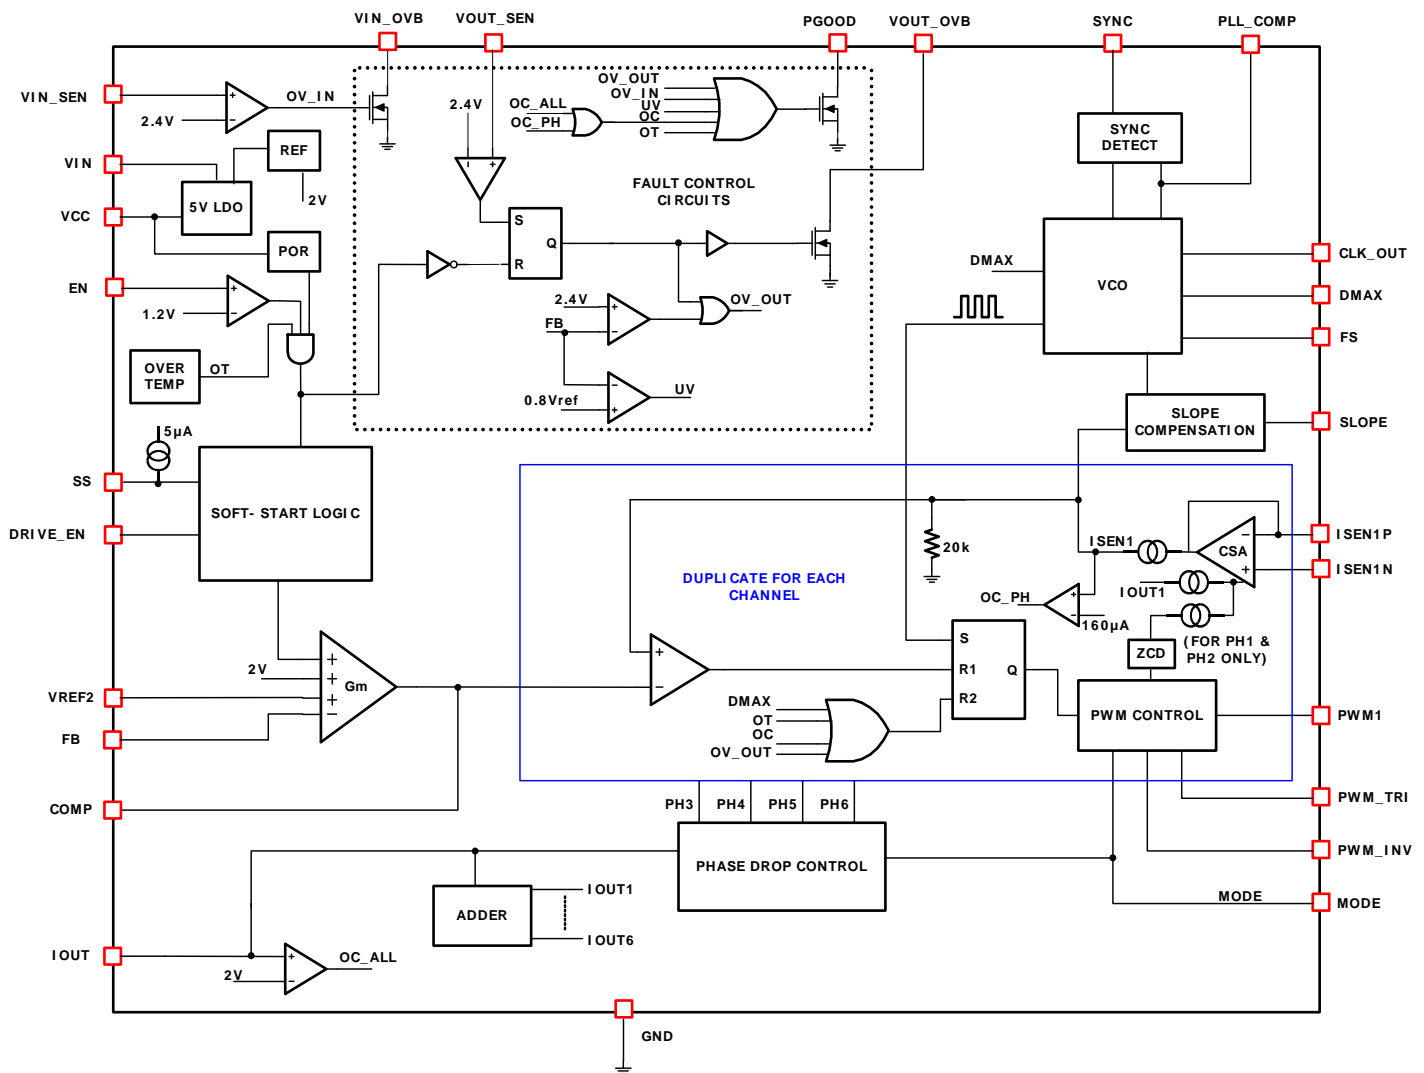 VIN_OVB
VOUT_SEN
PGOOD
VOUT_OVB
SYNC
PLL_COMP
VIN_SEN
2.4V
+
−
OV_IN
VIN
REF
2V
5V LDO
VCC
POR
EN
1.2V
+
−
OVER
TEMP
OT
5µA
SS
DRIVE_EN
SOFT- START LOGIC
2V
+
+
+
−
Gm
VREF2
FB
COMP
IOUT
2V
+
−
OC_ALL
ADDER
IOUT1
IOUT6
2.4V
−
+
OC_ALL
OC_PH
OV_OUT
OV_IN
UV
OC
OT
FAULT CONTROL
CIRCUITS
S
R
Q
2.4V
FB
+
−
OV_OUT
0.8Vref
−
+
UV
SYNC
DETECT
DMAX
VCO
CLK_OUT
DMAX
FS
SLOPE
COMPENSATION
SLOPE
20k
DUPLICATE FOR EACH
CHANNEL
ISEN1
CSA
−
+
ISEN1P
ISEN1N
IOUT1
OC_PH
+
−
160µA
(FOR PH1 &
PH2 ONLY)
ZCD
+
−
S
R1
R2
Q
DMAX
OT
OC
OV_OUT
PWM CONTROL
PWM1
PH3
PH4
PH5
PH6
PHASE DROP CONTROL
PWM_TRI
PWM_INV
MODE
MODE
GND